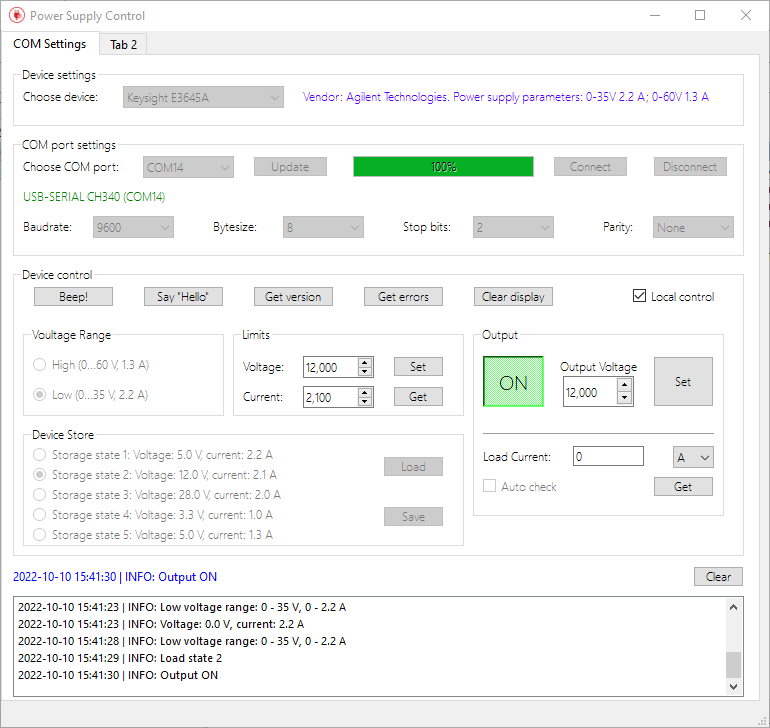 Power Supply Control
COM Settings Tab 2
Device settings
Choose device: Keysight E3645A Vendor: Agilent Technologies. Power supply parameters: 0-35V 2.2 A; 0-60V 1.3 A
COM port settings
Choose COM port: COM14 Update 100% Connect Disconnect
USB-SERIAL CH340 (COM14)
Baudrate: 9600 Bytesize: 8 Stop bits: 2 Parity: None
Device control
Beep! Say "Hello" Get version Get errors Clear display Local control
Voultage Range
High (0...60 V, 1.3 A)
Low (0...35 V, 2.2 A)
Limits
Voltage: 12,000 Set
Current: 2,100 Get
Output
ON Output Voltage
12,000 Set
Load Current: 0 A
Auto check Get
Device Store
Storage state 1: Voltage: 5.0 V, current: 2.2 A
Storage state 2: Voltage: 12.0 V, current: 2.1 A
Storage state 3: Voltage: 28.0 V, current: 2.0 A
Storage state 4: Voltage: 3.3 V, current: 1.0 A
Storage state 5: Voltage: 5.0 V, current: 1.3 A
Load
Save
2022-10-10 15:41:30 | INFO: Output ON Clear
2022-10-10 15:41:23 | INFO: Low voltage range: 0 - 35 V, 0 - 2.2 A
2022-10-10 15:41:23 | INFO: Voltage: 0.0 V, current: 2.2 A
2022-10-10 15:41:28 | INFO: Low voltage range: 0 - 35 V, 0 - 2.2 A
2022-10-10 15:41:29 | INFO: Load state 2
2022-10-10 15:41:30 | INFO: Output ON